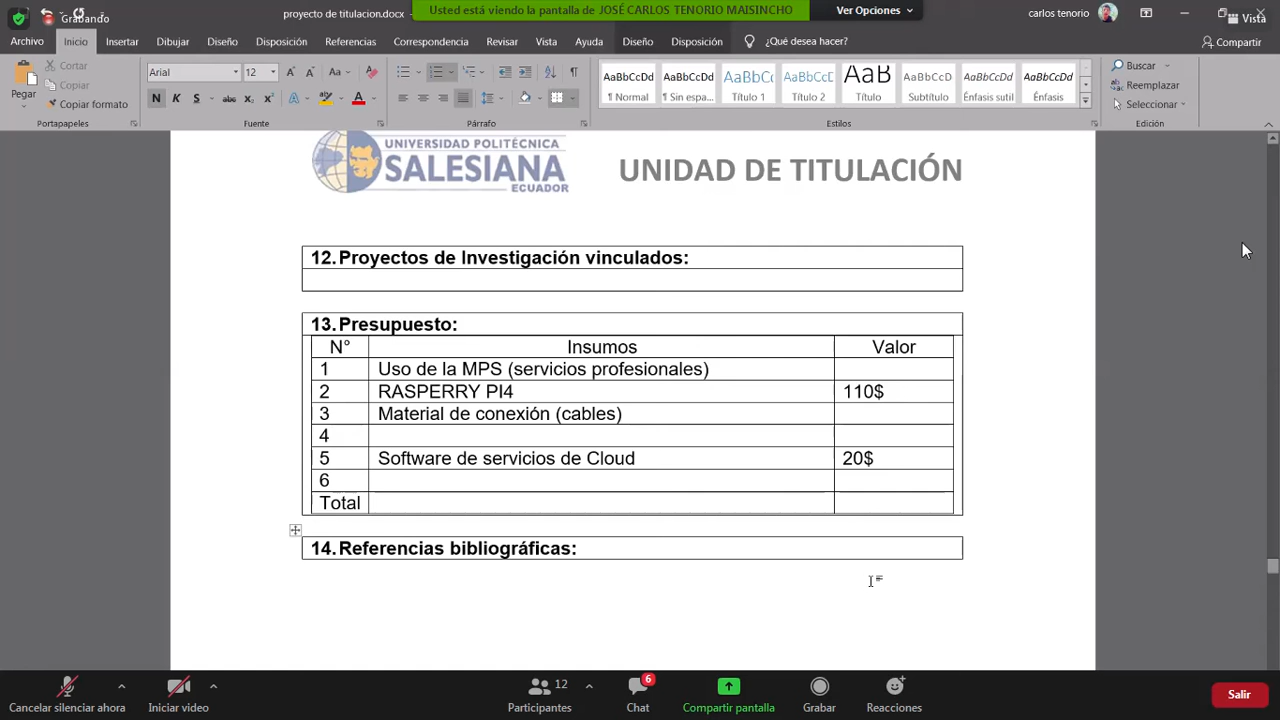 Grabando
proyecto de titulacion.docx -
Usted está viendo la pantalla de JOSÉ CARLOS TENORIO MAISINCHO
Ver Opciones
carlos tenorio
Vista
Archivo Inicio Insertar Dibujar Diseño Disposición Referencias Correspondencia Revisar Vista Ayuda Diseño Disposición ¿Qué desea hacer? Compartir
Pegar
Cortar
Copiar
Copiar formato
Arial 12
N K S abc x₂ x²
Aa
AaBbCcDd AaBbCcDd AaBbCc AaBbCcE AaB AaBbCcDd AaBbCcDd AaBbCcDd
¶ Normal ¶ Sin espa... Título 1 Título 2 Título Subtítulo Énfasis sutil Énfasis
Buscar
Reemplazar
Seleccionar
Portapapeles Fuente Párrafo Estilos Edición
UNIVERSIDAD POLITÉCNICA
SALESIANA
ECUADOR
UNIDAD DE TITULACIÓN
12. Proyectos de Investigación vinculados:
13. Presupuesto:
N° Insumos Valor
1 Uso de la MPS (servicios profesionales)
2 RASPERRY PI4 110$
3 Material de conexión (cables)
4
5 Software de servicios de Cloud 20$
6
Total
14. Referencias bibliográficas:
12
6
Cancelar silenciar ahora Iniciar video Participantes Chat Compartir pantalla Grabar Reacciones Salir